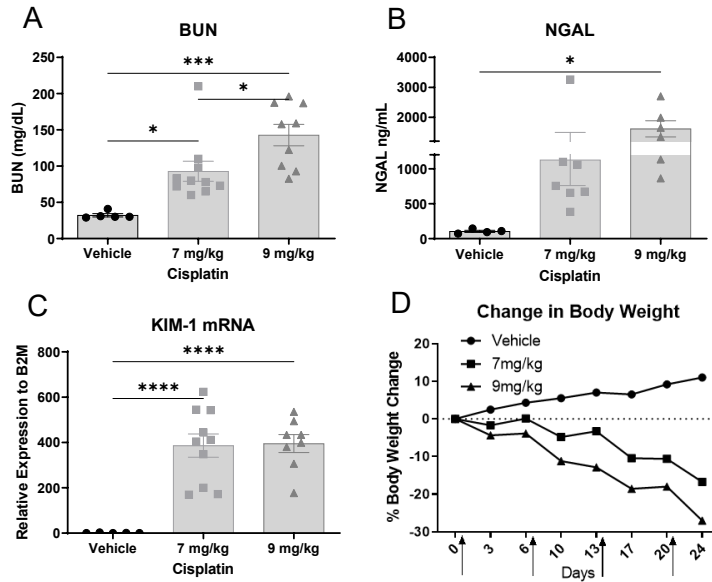 A
BUN
BUN (mg/dL)
250
200
150
100
50
0
***
*
*
Vehicle
7 mg/kg
9 mg/kg
Cisplatin
B
NGAL
NGAL ng/mL
4000
3000
2000
1000
500
0
*
Vehicle
7 mg/kg
9 mg/kg
Cisplatin
C
KIM-1 mRNA
Relative Expression to B2M
800
600
400
200
0
****
****
Vehicle
7 mg/kg
9 mg/kg
Cisplatin
D
Change in Body Weight
Vehicle
7mg/kg
9mg/kg
% Body Weight Change
20
10
0
-10
-20
-30
0
3
6
10
13
17
20
24
Days